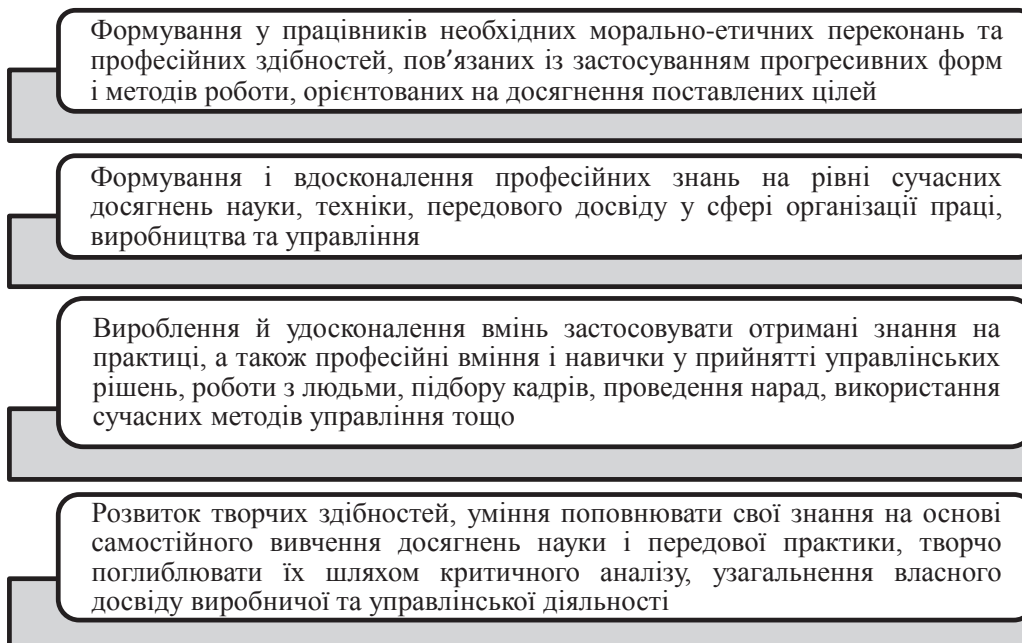 Формування у працівників необхідних морально-етичних переконань та
професійних здібностей, пов’язаних із застосуванням прогресивних форм
і методів роботи, орієнтованих на досягнення поставлених цілей
Формування і вдосконалення професійних знань на рівні сучасних
досягнень науки, техніки, передового досвіду у сфері організації праці,
виробництва та управління
Вироблення й удосконалення вмінь застосовувати отримані знання на
практиці, а також професійні вміння і навички у прийнятті управлінських
рішень, роботи з людьми, підбору кадрів, проведення нарад, використання
сучасних методів управління тощо
Розвиток творчих здібностей, уміння поповнювати свої знання на основі
самостійного вивчення досягнень науки і передової практики, творчо
поглиблювати їх шляхом критичного аналізу, узагальнення власного
досвіду виробничої та управлінської діяльності